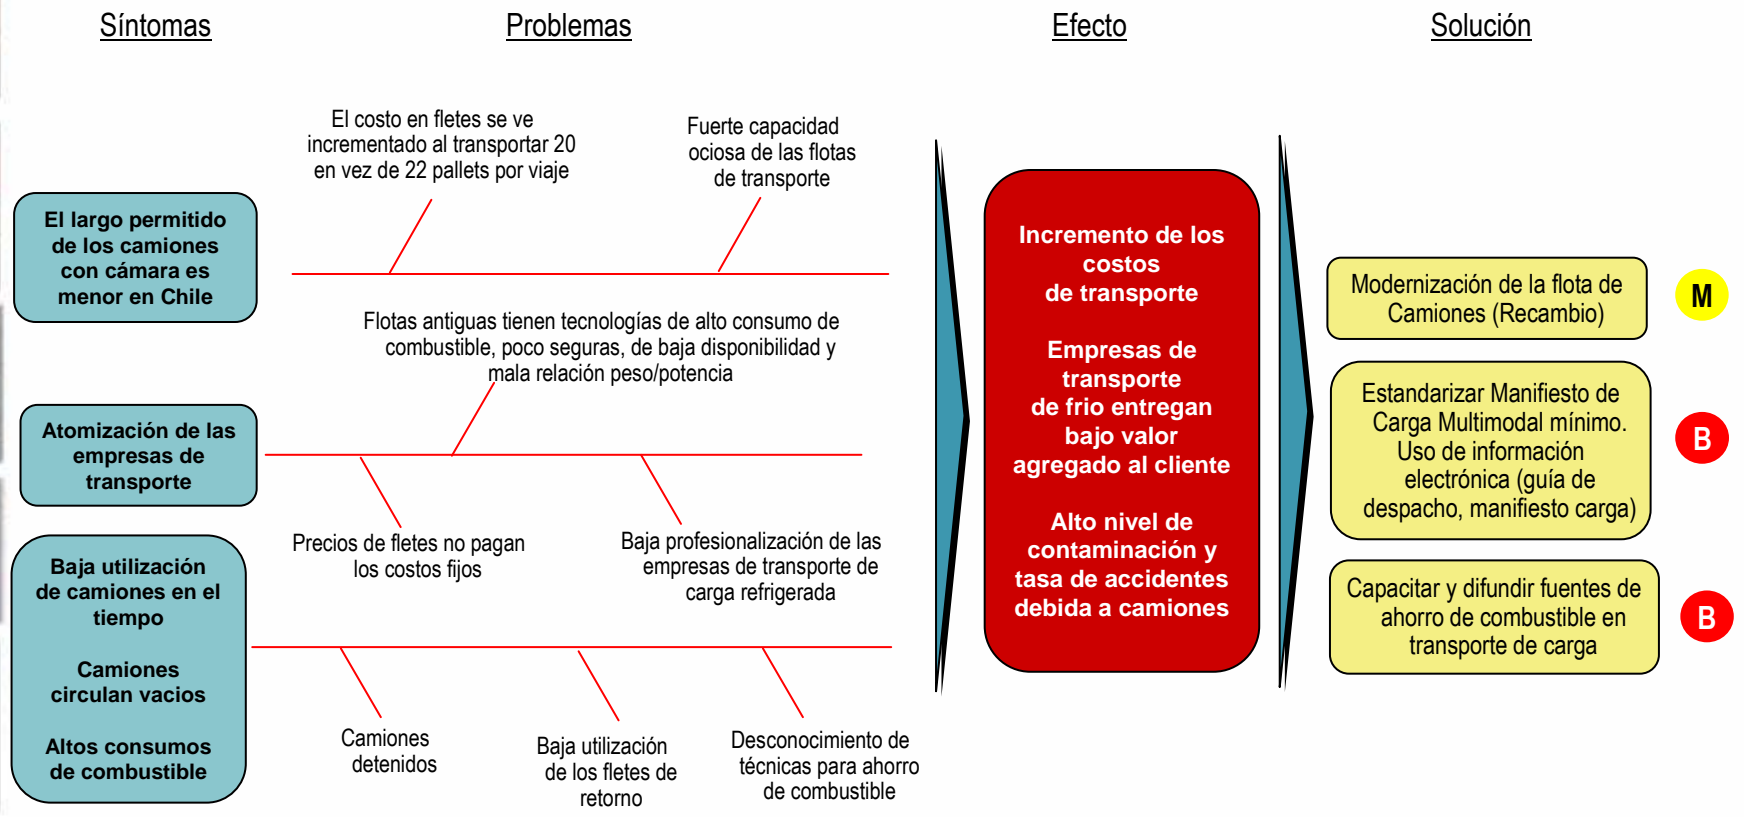 Síntomas
Problemas
Efecto
Solución
El costo en fletes se ve
incrementado al transportar 20
en vez de 22 pallets por viaje
Fuerte capacidad
ociosa de las flotas
de transporte
El largo permitido
de los camiones
con cámara es
menor en Chile
Flotas antiguas tienen tecnologías de alto consumo de
combustible, poco seguras, de baja disponibilidad y
mala relación peso/potencia
Atomización de las
empresas de
transporte
Precios de fletes no pagan
los costos fijos
Baja profesionalización de las
empresas de transporte de
carga refrigerada
Baja utilización
de camiones en el
tiempo
Camiones
circulan vacios
Altos consumos
de combustible
Camiones
detenidos
Baja utilización
de los fletes de
retorno
Desconocimiento de
técnicas para ahorro
de combustible
Incremento de los
costos
de transporte
Empresas de
transporte
de frio entregan
bajo valor
agregado al cliente
Alto nivel de
contaminación y
tasa de accidentes
debida a camiones
Modernización de la flota de
Camiones (Recambio)
M
Estandarizar Manifiesto de
Carga Multimodal mínimo.
Uso de información
electrónica (guía de
despacho, manifiesto carga)
B
Capacitar y difundir fuentes de
ahorro de combustible en
transporte de carga
B